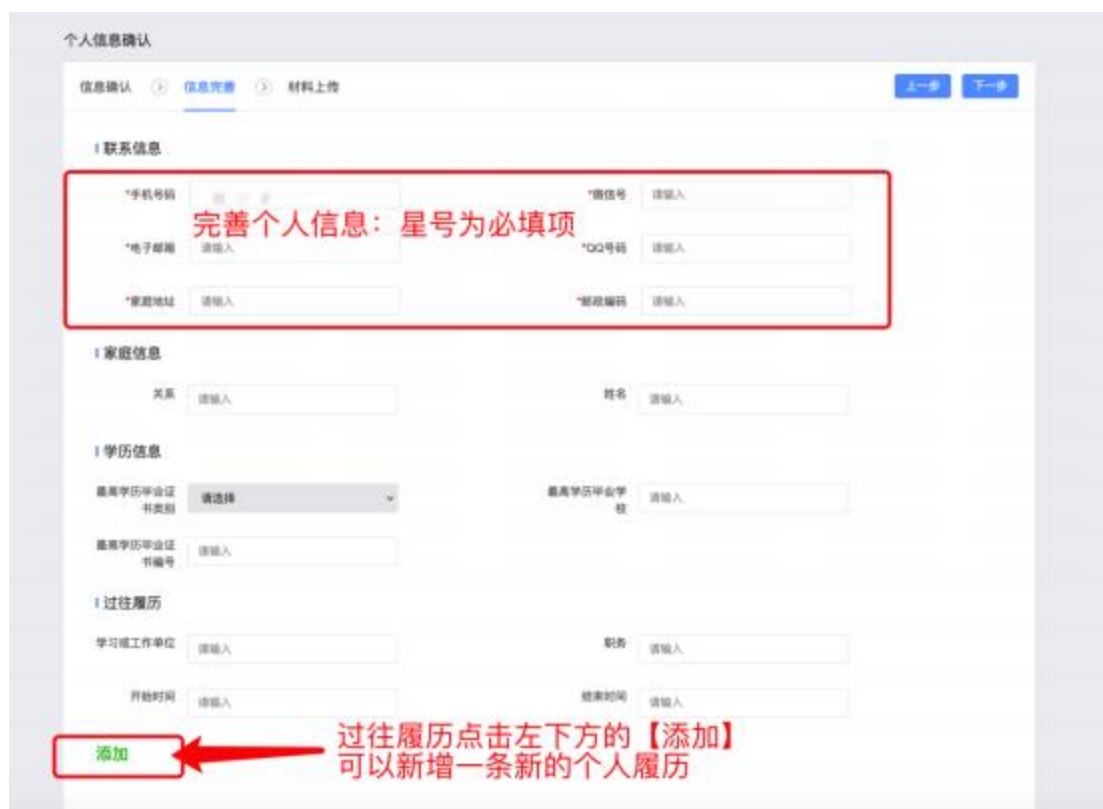 个人信息确认
信息确认 信息完善 材料上传 上一步 下一步
联系信息
*手机号码 *微信号 请输入
完善个人信息：星号为必填项
*电子邮箱 请输入 *QQ号码 请输入
*家庭地址 请输入 *邮政编码 请输入
家庭信息
关系 请输入 姓名 请输入
学历信息
最高学历毕业证书类别 请选择 最高学历毕业学校 请输入
最高学历毕业证书编号 请输入
过往履历
学习或工作单位 请输入 职务 请输入
开始时间 请输入 结束时间 请输入
添加
过往履历点击左下方的【添加】
可以新增一条新的个人履历